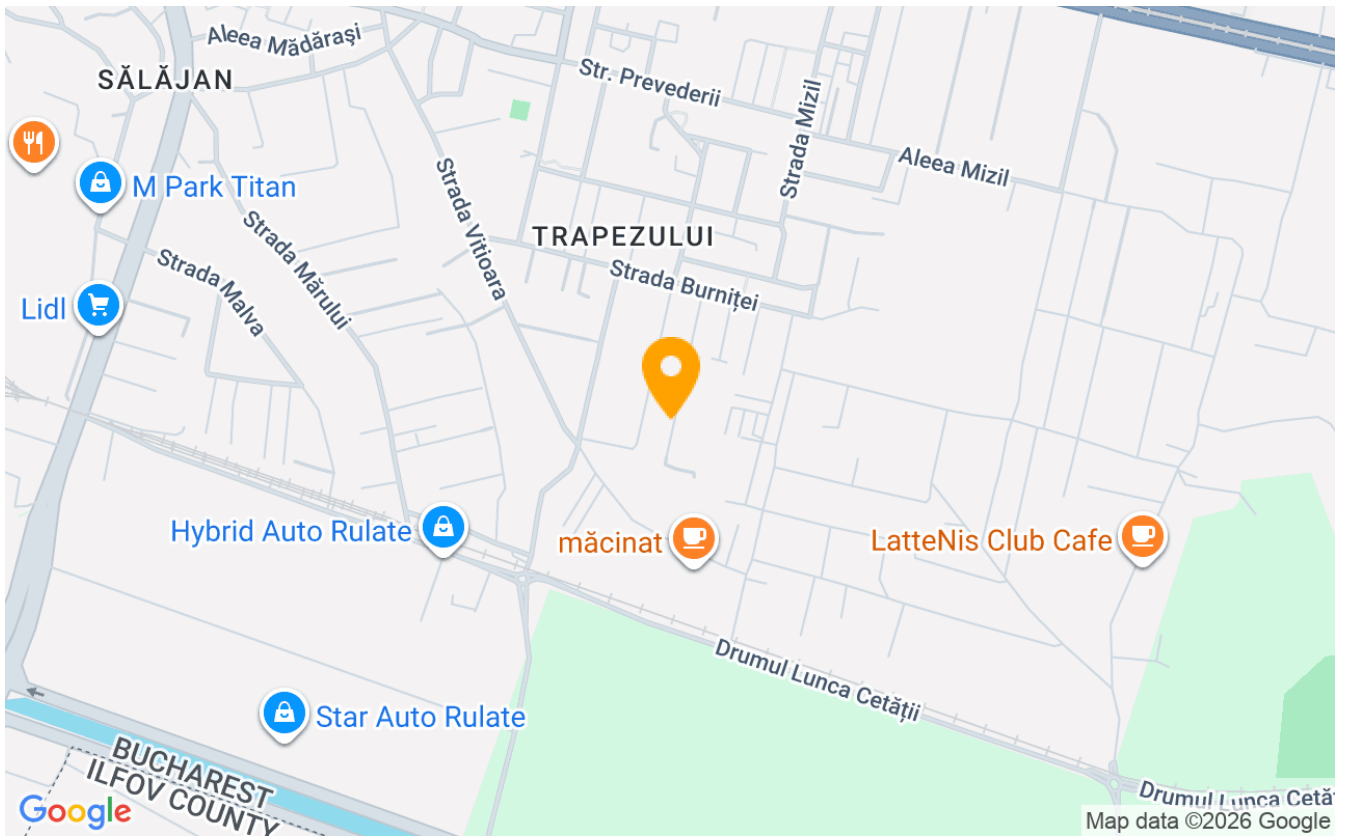 Aleea Mădărași
SĂLĂJAN
Str. Prevederii
Strada Mizil
Aleea Mizil
M Park Titan
Strada Vitioara
Strada Mărului
TRAPEZULUI
Strada Malva
Strada Burniței
Lidl
Hybrid Auto Rulate
măcinat
LatteNis Club Cafe
Drumul Lunca Cetății
Star Auto Rulate
BUCHAREST
ILFOV COUNTY
Drumul Lunca Cetăț
Google
Map data ©2026 Google